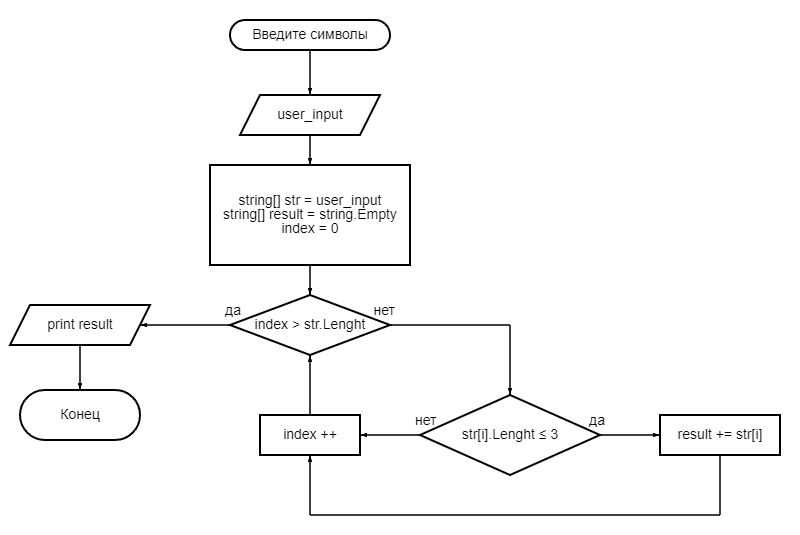 Введите символы
user_input
string[] str = user_input
string[] result = string.Empty
index = 0
да
нет
index > str.Lenght
print result
Конец
нет
да
index ++
str[i].Lenght ≤ 3
result += str[i]